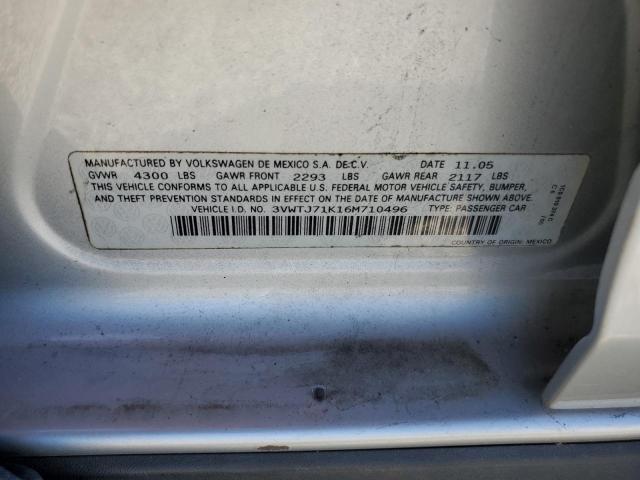 MANUFACTURED BY VOLKSWAGEN DE MEXICO S.A. DE C.V. DATE 11.05
GVWR 4300 LBS GAWR FRONT 2293 LBS GAWR REAR 2117 LBS
THIS VEHICLE CONFORMS TO ALL APPLICABLE U.S. FEDERAL MOTOR VEHICLE SAFETY, BUMPER,
AND THEFT PREVENTION STANDARDS IN EFFECT ON THE DATE OF MANUFACTURE SHOWN ABOVE.
VEHICLE I.D. NO. 3VWTJ71K16M710496 TYPE: PASSENGER CAR
COUNTRY OF ORIGIN: MEXICO